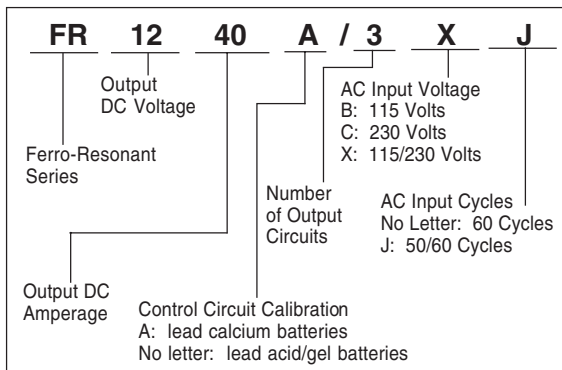 FR 12 40 A / 3 X J
Output
DC Voltage
AC Input Voltage
B: 115 Volts
C: 230 Volts
X: 115/230 Volts
Ferro-Resonant
Series
Number
of Output
Circuits
AC Input Cycles
No Letter: 60 Cycles
J: 50/60 Cycles
Output DC
Amperage
Control Circuit Calibration
A: lead calcium batteries
No letter: lead acid/gel batteries